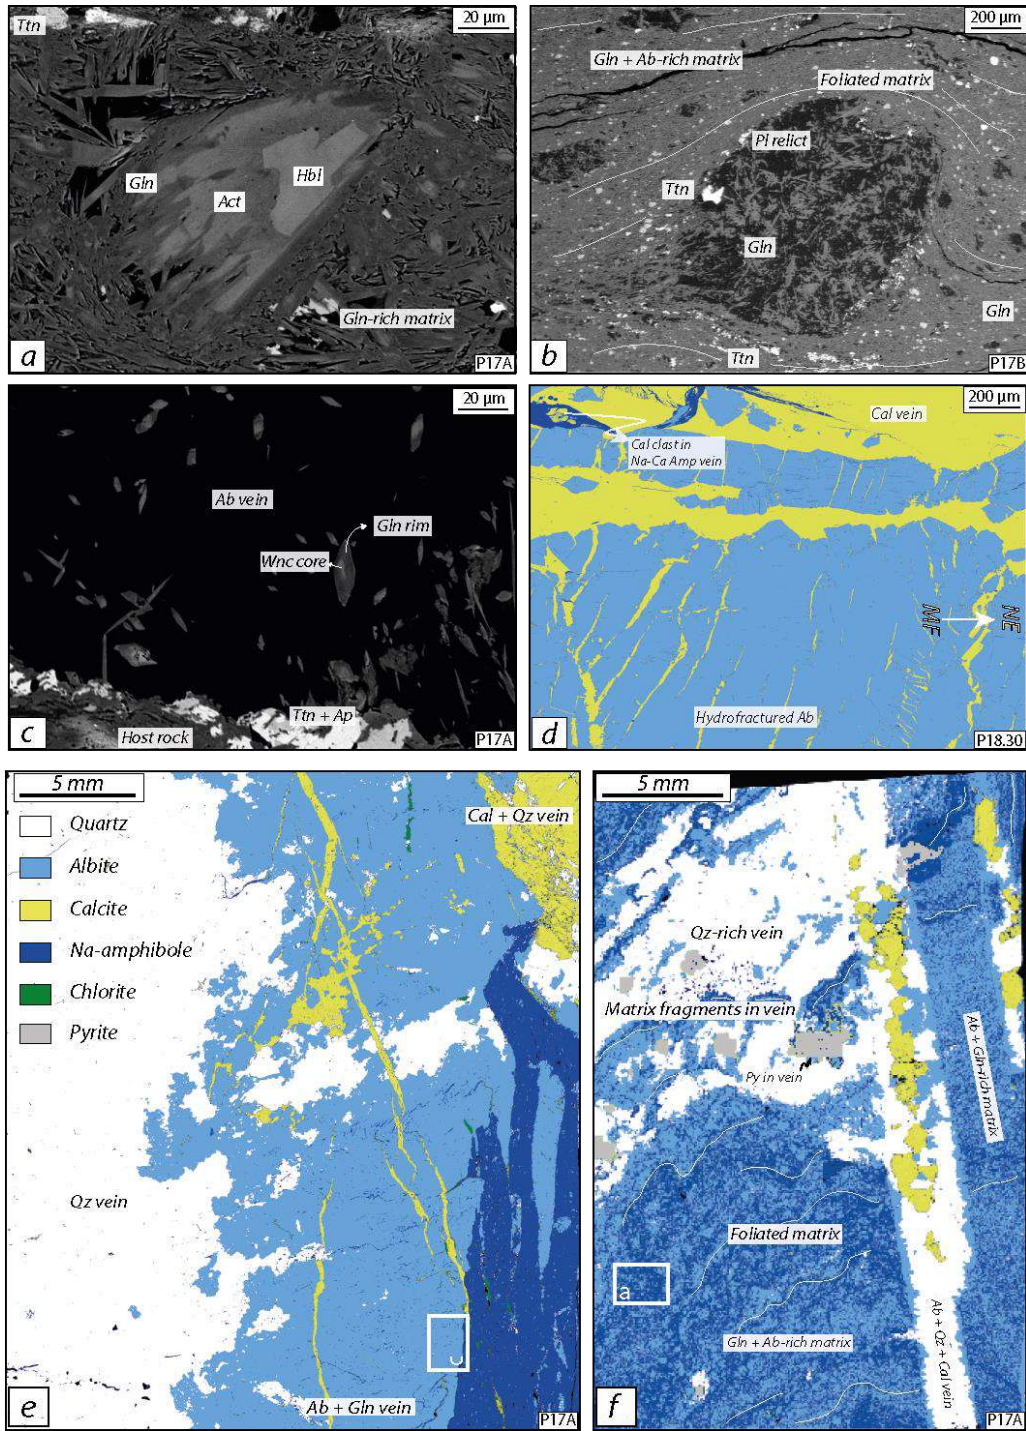 Ttn
20 µm
Gln
Act
Hbl
Gln-rich matrix
a
P17A
200 µm
Gln + Ab-rich matrix
Foliated matrix
Pl relict
Ttn
Gln
Gln
Ttn
b
P17B
20 µm
Ab vein
Gln rim
Wnc core
Ttn + Ap
Host rock
c
P17A
200 µm
Cal vein
Cal clast in
Na-Ca Amp vein
MF
NE
Hydrofractured Ab
d
P18.30
5 mm
Quartz
Albite
Calcite
Na-amphibole
Chlorite
Pyrite
Cal + Qz vein
Qz vein
c
Ab + Gln vein
e
P17A
5 mm
Qz-rich vein
Matrix fragments in vein
Py in vein
Ab + Gln-rich matrix
Foliated matrix
a
Gln + Ab-rich matrix
Ab + Qz + Cal vein
f
P17A